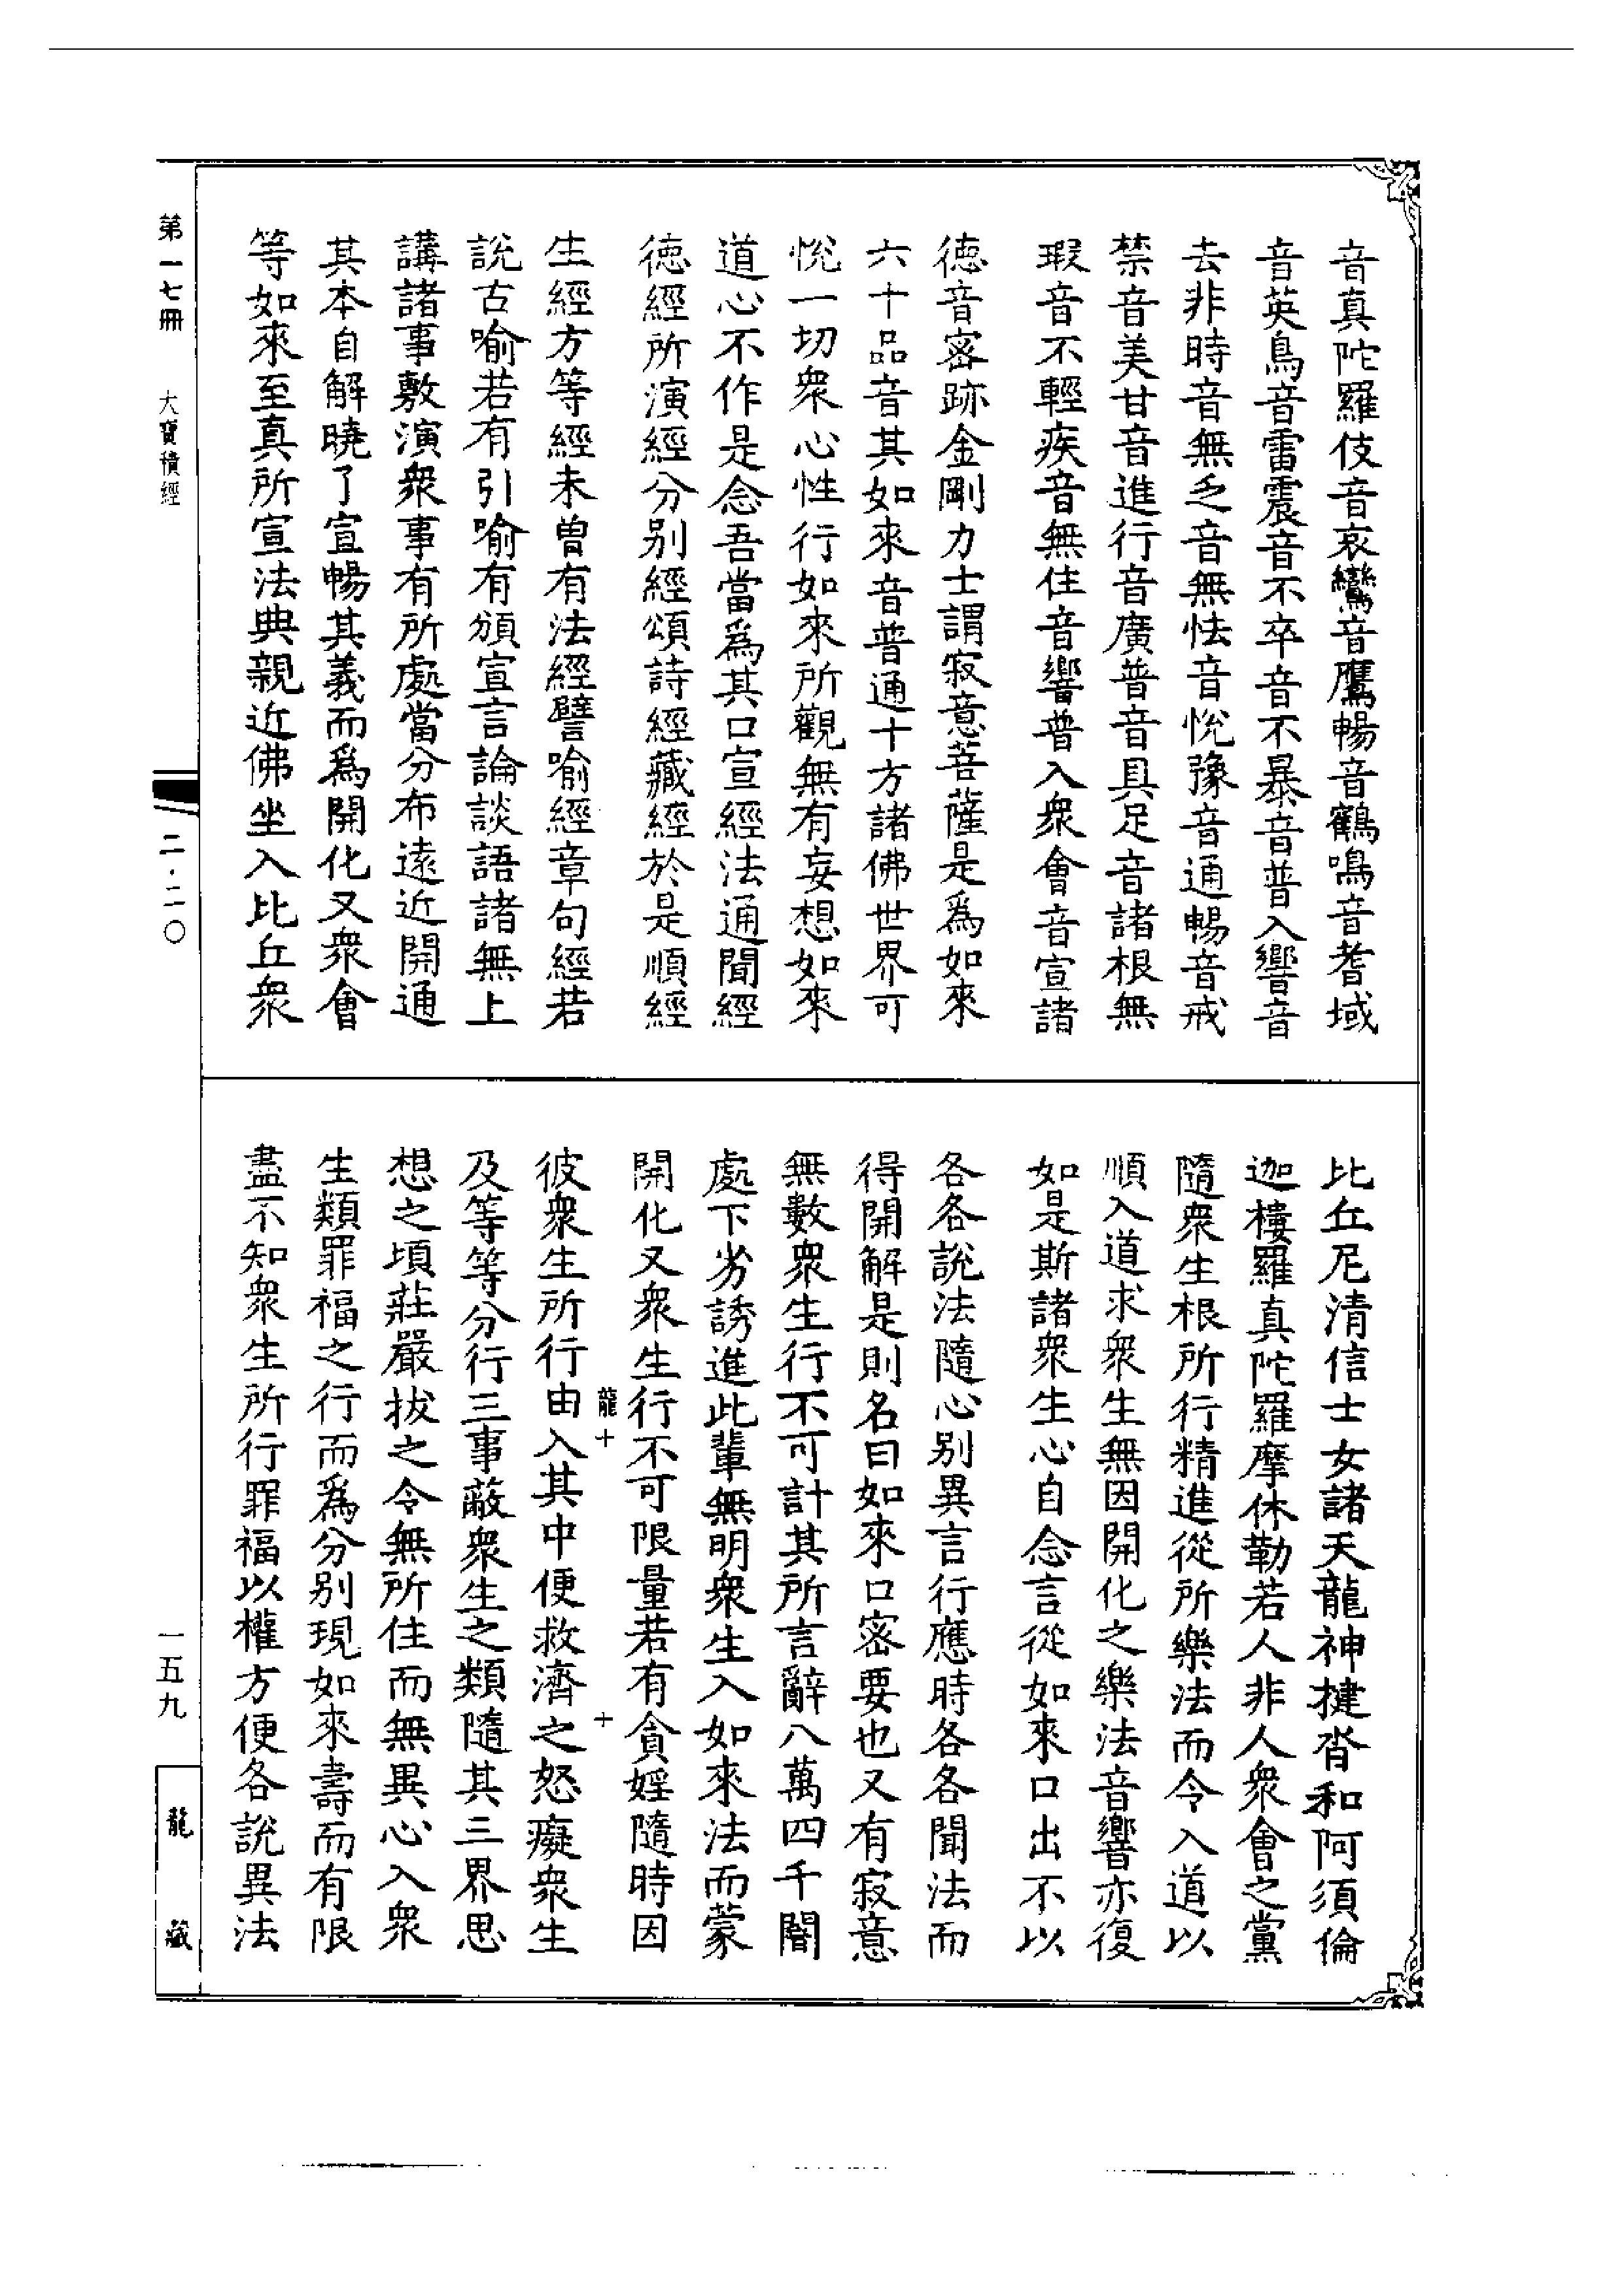 音真陀羅伎音哀鸞音鷹暢音鶴鳴音耆域
音英鳥音雷震音不卒音不暴音普入響音
去非時音無乏音無怯音悅豫音通暢音戒
禁音美甘音進行音廣普音具足音諸根無
瑕音不輕疾音無住音響普入衆會音宣諸
德音密跡金剛力士謂寂意菩薩是為如來
六十品音其如來音普通十方諸佛世界可
悅一切衆心性行如來所觀無有妄想如來
道心不作是念吾當為其口宣經法通聞經
德經所演經分別經頌詩經藏經於是順經
生經方等經未曾有法經譬喻經章句經若
說古喻若有引喻有頒宣言論談語諸無上
講諸事敷演衆事有所處當分布遠近開通
其本自解曉了宣暢其義而為開化又衆會
等如來至真所宣法典親近佛坐入比丘衆
比丘尼清信士女諸天龍神揵沓和阿須倫
迦樓羅真陀羅摩休勒若人非人衆會之黨
隨衆生根所行精進從所樂法而令入道以
順入道求衆生無因開化之樂法音響亦復
如是斯諸衆生心自念言從如來口出不以
各各說法隨心別異言行應時各各聞法而
得開解是則名曰如來口密要也又有寂意
無數衆生行不可計其所言辭八萬四千闇
處下劣誘進此輩無明衆生入如來法而蒙
開化又衆生行不可限量若有貪婬隨時因
龍十 十
彼衆生所行由入其中便救濟之怒癡衆生
及等等分行三事蔽衆生之類隨其三界思
想之頃莊嚴拔之令無所住而無異心入衆
生類罪福之行而為分別現如來壽而有限
盡不知衆生所行罪福以權方便各說異法
第一七冊 大寶積經 二·二〇 一五九 龍藏